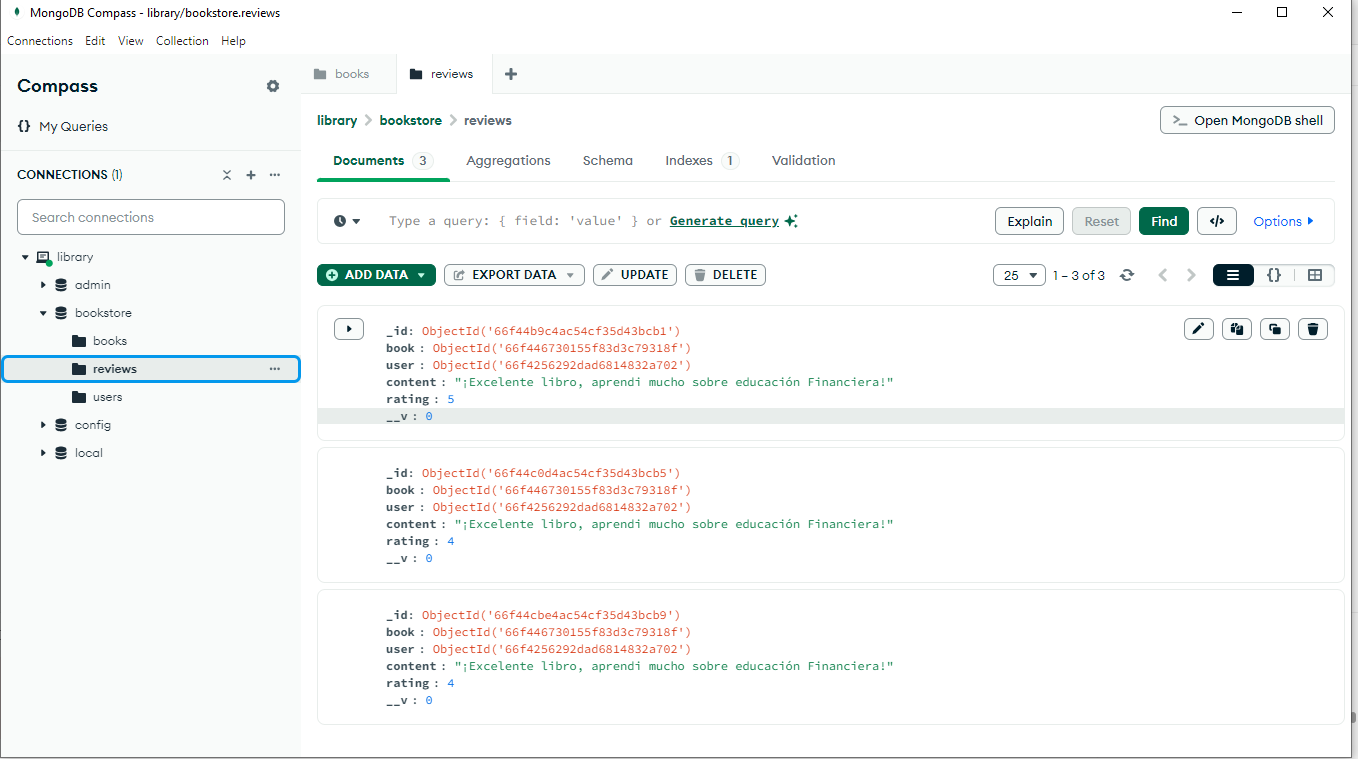 MongoDB Compass - library/bookstore.reviews
Connections Edit View Collection Help
Compass
{} My Queries
CONNECTIONS (1)
Search connections
library
admin
bookstore
books
reviews
users
config
local
books reviews
library > bookstore > reviews
>_ Open MongoDB shell
Documents 3 Aggregations Schema Indexes 1 Validation
Type a query: { field: 'value' } or Generate query
Explain Reset Find </> Options
ADD DATA EXPORT DATA UPDATE DELETE
25 1 – 3 of 3 {}
_id: ObjectId('66f44b9c4ac54cf35d43bcb1')
book : ObjectId('66f446730155f83d3c79318f')
user : ObjectId('66f4256292dad6814832a702')
content : "¡Excelente libro, aprendi mucho sobre educación Financiera!"
rating : 5
__v : 0
_id: ObjectId('66f44c0d4ac54cf35d43bcb5')
book : ObjectId('66f446730155f83d3c79318f')
user : ObjectId('66f4256292dad6814832a702')
content : "¡Excelente libro, aprendi mucho sobre educación Financiera!"
rating : 4
__v : 0
_id: ObjectId('66f44cbe4ac54cf35d43bcb9')
book : ObjectId('66f446730155f83d3c79318f')
user : ObjectId('66f4256292dad6814832a702')
content : "¡Excelente libro, aprendi mucho sobre educación Financiera!"
rating : 4
__v : 0